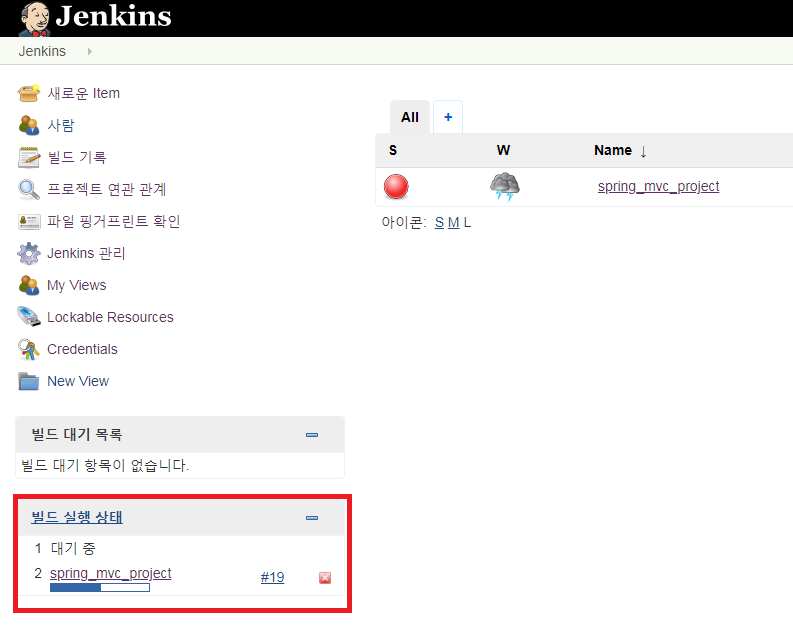 Jenkins
Jenkins
새로운 Item
사람
빌드 기록
프로젝트 연관 관계
파일 핑거프린트 확인
Jenkins 관리
My Views
Lockable Resources
Credentials
New View
빌드 대기 목록
빌드 대기 항목이 없습니다.
빌드 실행 상태
1 대기 중
2 spring_mvc_project #19
All +
S W Name ↓
spring_mvc_project
아이콘: S M L